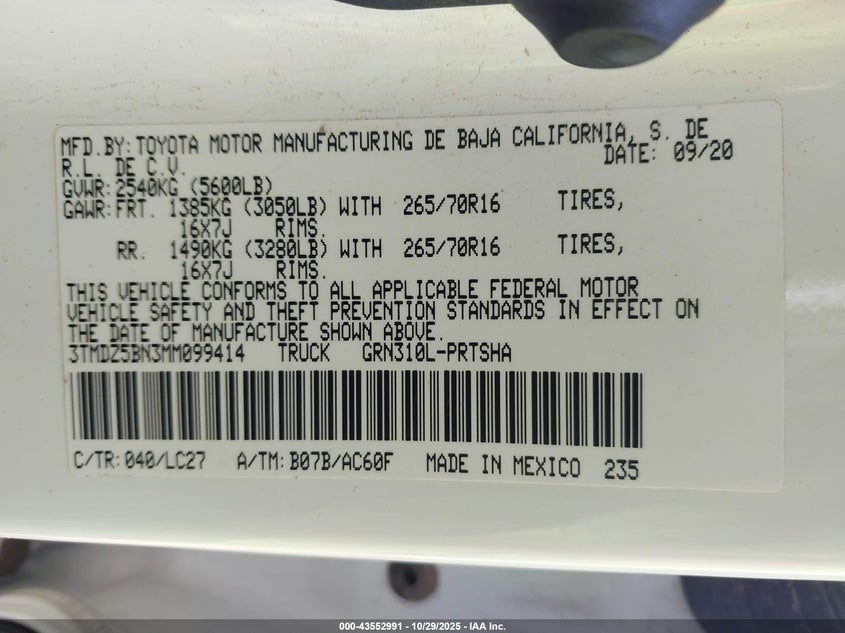 MFD.BY: TOYOTA MOTOR MANUFACTURING DE BAJA CALIFORNIA, S. DE
R.L. DE C.V. DATE: 09/20
GVWR: 2540KG (5600LB)
GAWR: FRT. 1385KG (3050LB) WITH 265/70R16 TIRES,
16X7J RIMS.
RR. 1490KG (3280LB) WITH 265/70R16 TIRES,
16X7J RIMS.
THIS VEHICLE CONFORMS TO ALL APPLICABLE FEDERAL MOTOR
VEHICLE SAFETY AND THEFT PREVENTION STANDARDS IN EFFECT ON
THE DATE OF MANUFACTURE SHOWN ABOVE.
3TMDZ5BN3MM099414 TRUCK GRN310L-PRTSHA
C/TR: 040/LC27 A/TM: B07B/AC60F MADE IN MEXICO 235
000-43552991 | 10/29/2025 - IAA Inc.